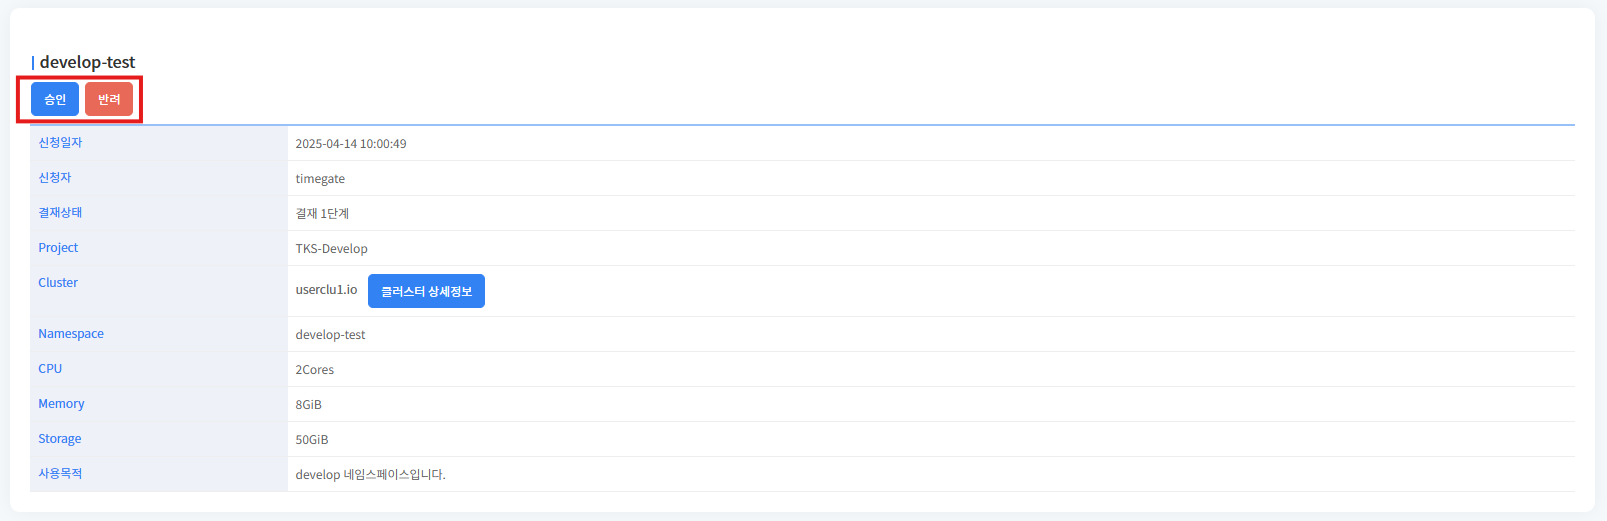 develop-test
승인 반려
신청일자 2025-04-14 10:00:49
신청자 timegate
결재상태 결재 1단계
Project TKS-Develop
Cluster userclu1.io 클러스터 상세정보
Namespace develop-test
CPU 2Cores
Memory 8GiB
Storage 50GiB
사용목적 develop 네임스페이스입니다.